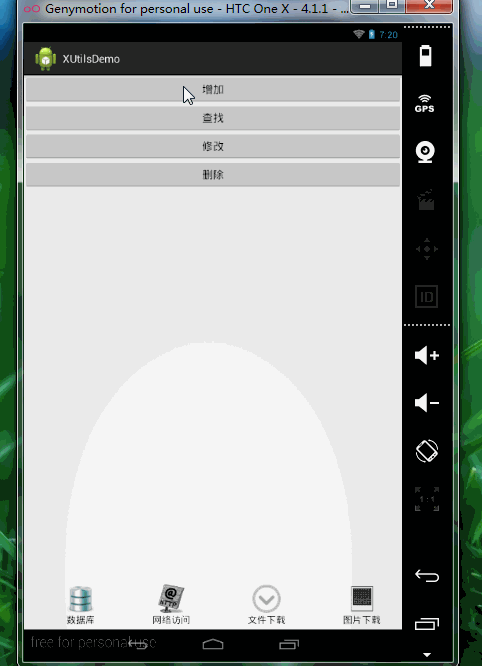 Genymotion for personal use - HTC One X - 4.1.1 - ...
7:20
XUtilsDemo
增加
查找
修改
删除
GPS
ID
1:1
数据库
HTTP
网络访问
文件下载
图片下载
free for personal use